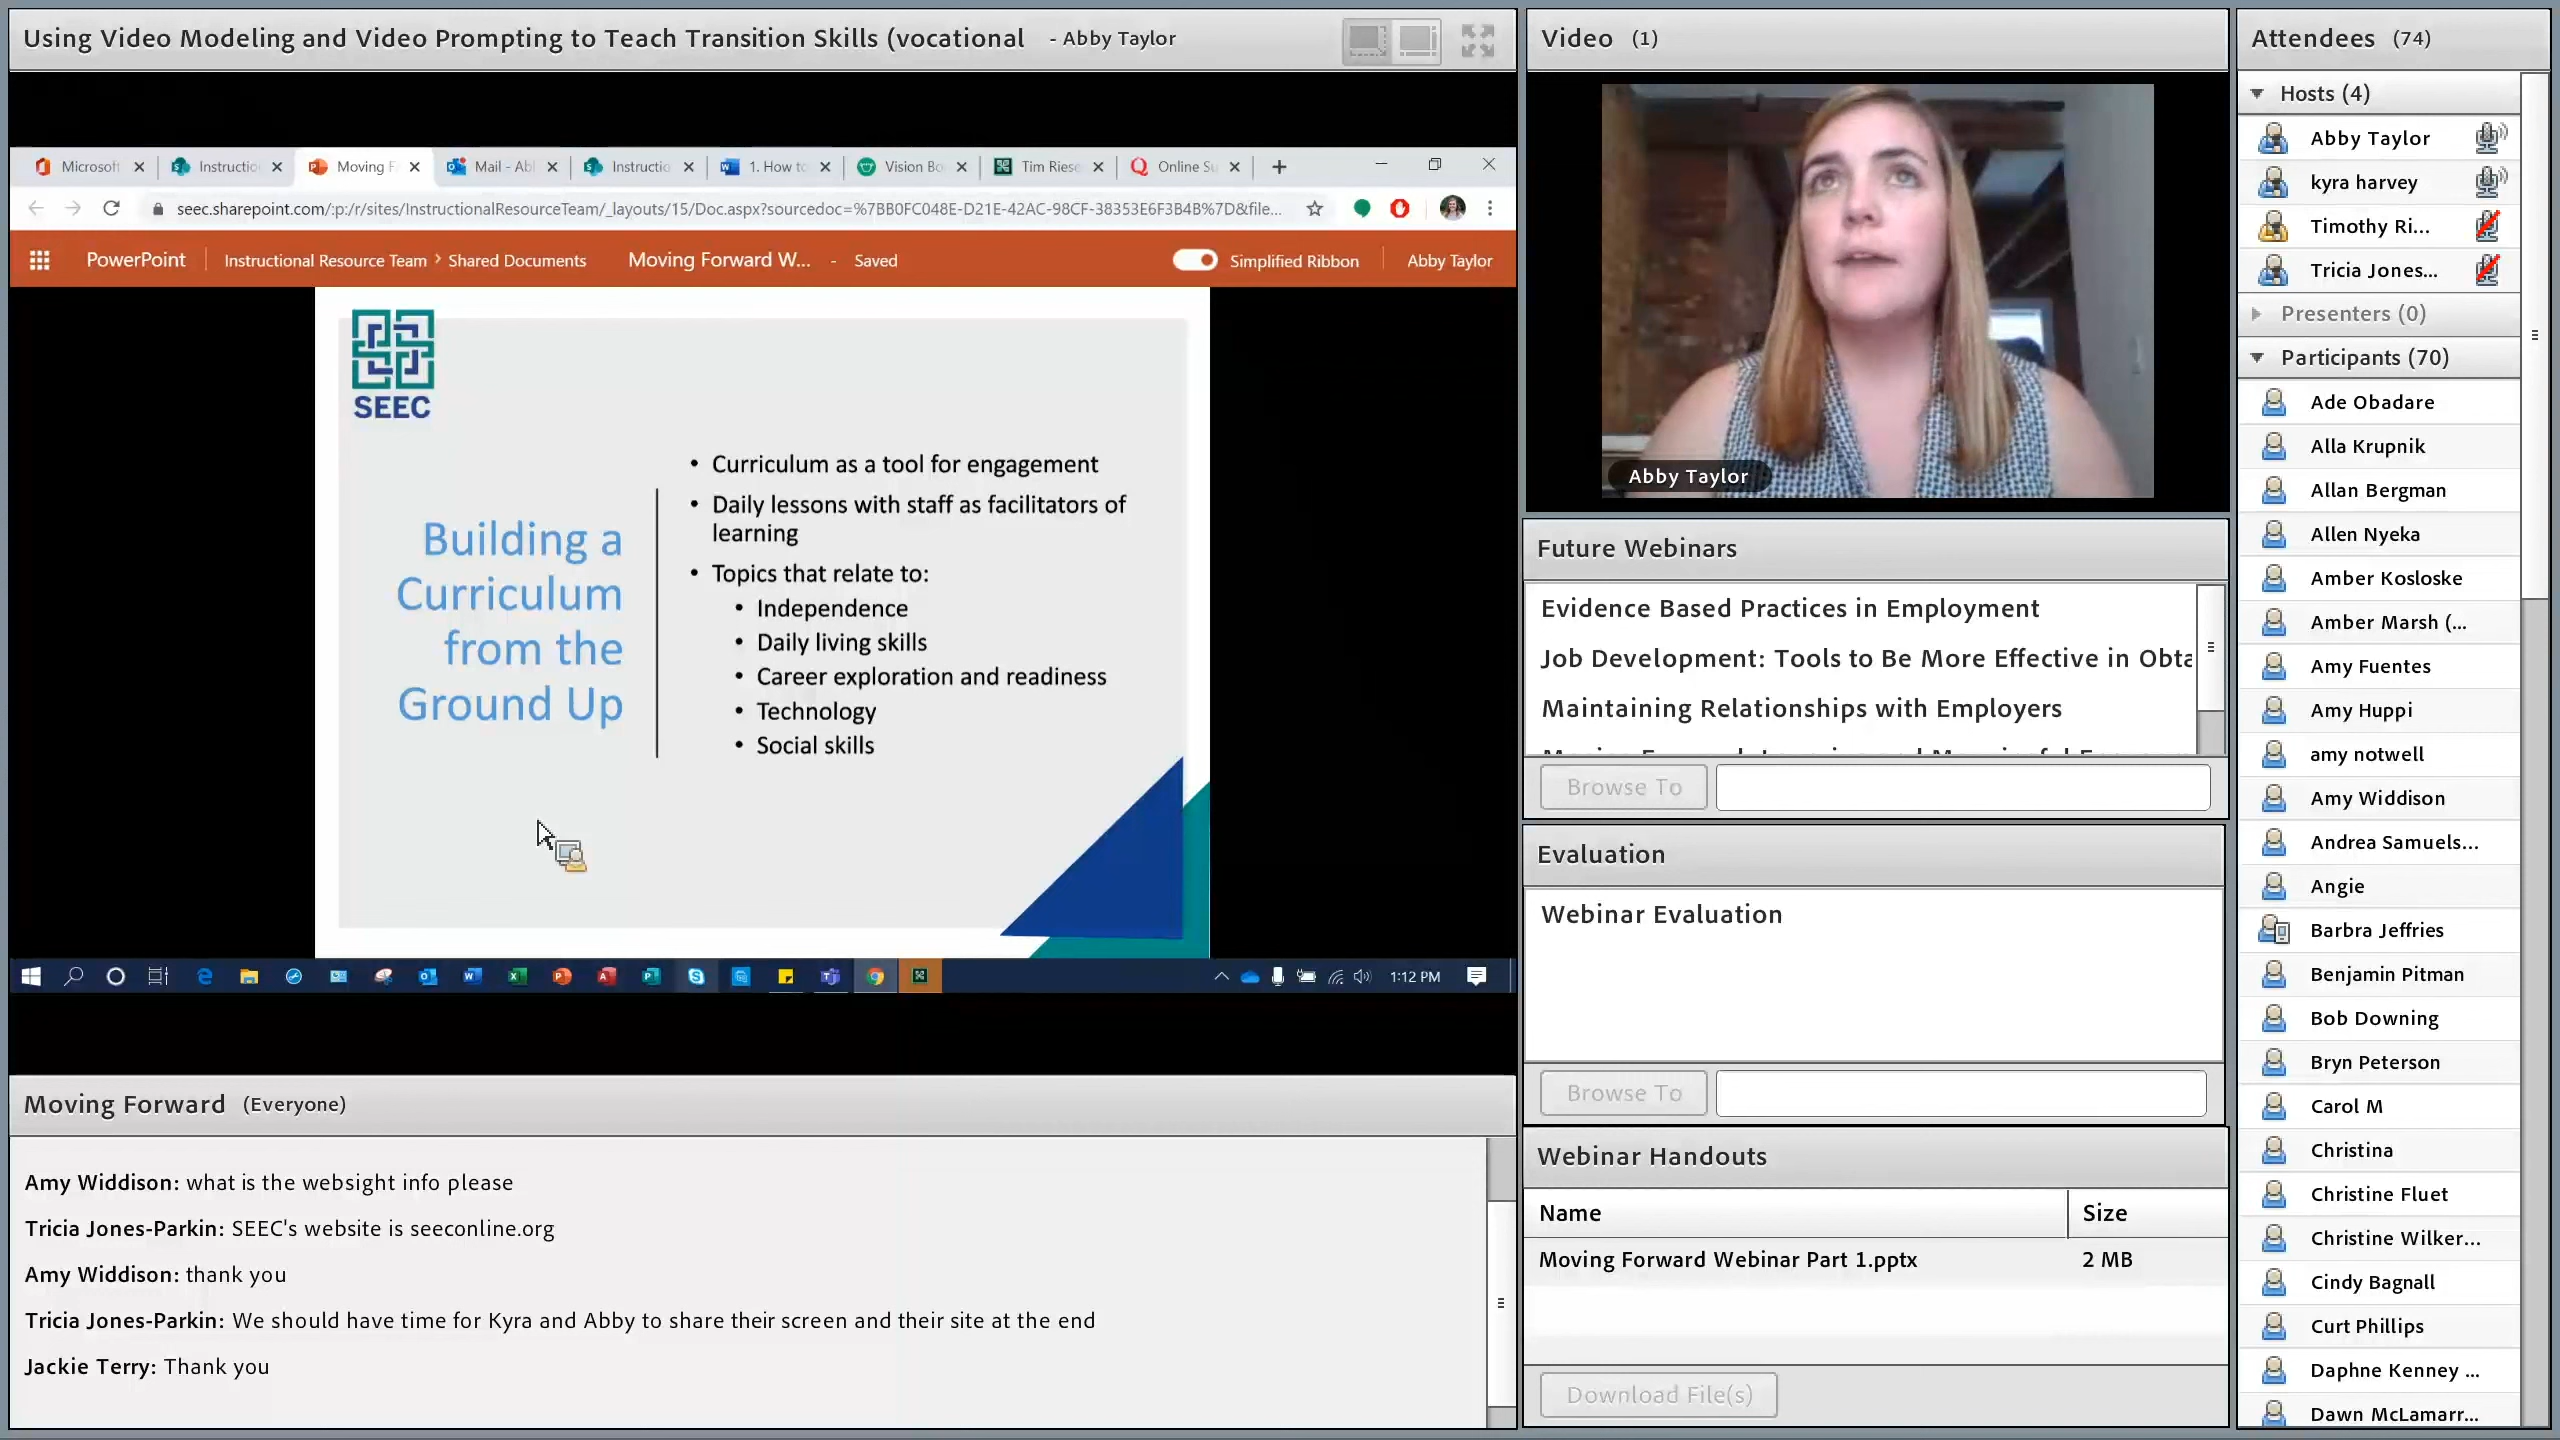 Using Video Modeling and Video Prompting to Teach Transition Skills (vocational - Abby Taylor
Microsoft
Instructio
Moving F
Mail - Ab
Instructio
1. How to
Vision Bo
Tim Riese
Online Su
seec.sharepoint.com/:p:/r/sites/InstructionalResourceTeam/_layouts/15/Doc.aspx?sourcedoc=%7BB0FC048E-D21E-42AC-98CF-38353E6F3B4B%7D&file...
PowerPoint
Instructional Resource Team > Shared Documents
Moving Forward W... - Saved
Simplified Ribbon
Abby Taylor
SEEC
Building a
Curriculum
from the
Ground Up
• Curriculum as a tool for engagement
• Daily lessons with staff as facilitators of
learning
• Topics that relate to:
• Independence
• Daily living skills
• Career exploration and readiness
• Technology
• Social skills
1:12 PM
Moving Forward (Everyone)
Amy Widdison: what is the websight info please
Tricia Jones-Parkin: SEEC's website is seeconline.org
Amy Widdison: thank you
Tricia Jones-Parkin: We should have time for Kyra and Abby to share their screen and their site at the end
Jackie Terry: Thank you
Video (1)
Abby Taylor
Future Webinars
Evidence Based Practices in Employment
Job Development: Tools to Be More Effective in Obta
Maintaining Relationships with Employers
Browse To
Evaluation
Webinar Evaluation
Browse To
Webinar Handouts
Name Size
Moving Forward Webinar Part 1.pptx 2 MB
Download File(s)
Attendees (74)
Hosts (4)
Abby Taylor
kyra harvey
Timothy Ri...
Tricia Jones...
Presenters (0)
Participants (70)
Ade Obadare
Alla Krupnik
Allan Bergman
Allen Nyeka
Amber Kosloske
Amber Marsh (...
Amy Fuentes
Amy Huppi
amy notwell
Amy Widdison
Andrea Samuels...
Angie
Barbra Jeffries
Benjamin Pitman
Bob Downing
Bryn Peterson
Carol M
Christina
Christine Fluet
Christine Wilker...
Cindy Bagnall
Curt Phillips
Daphne Kenney ...
Dawn McLamarr...